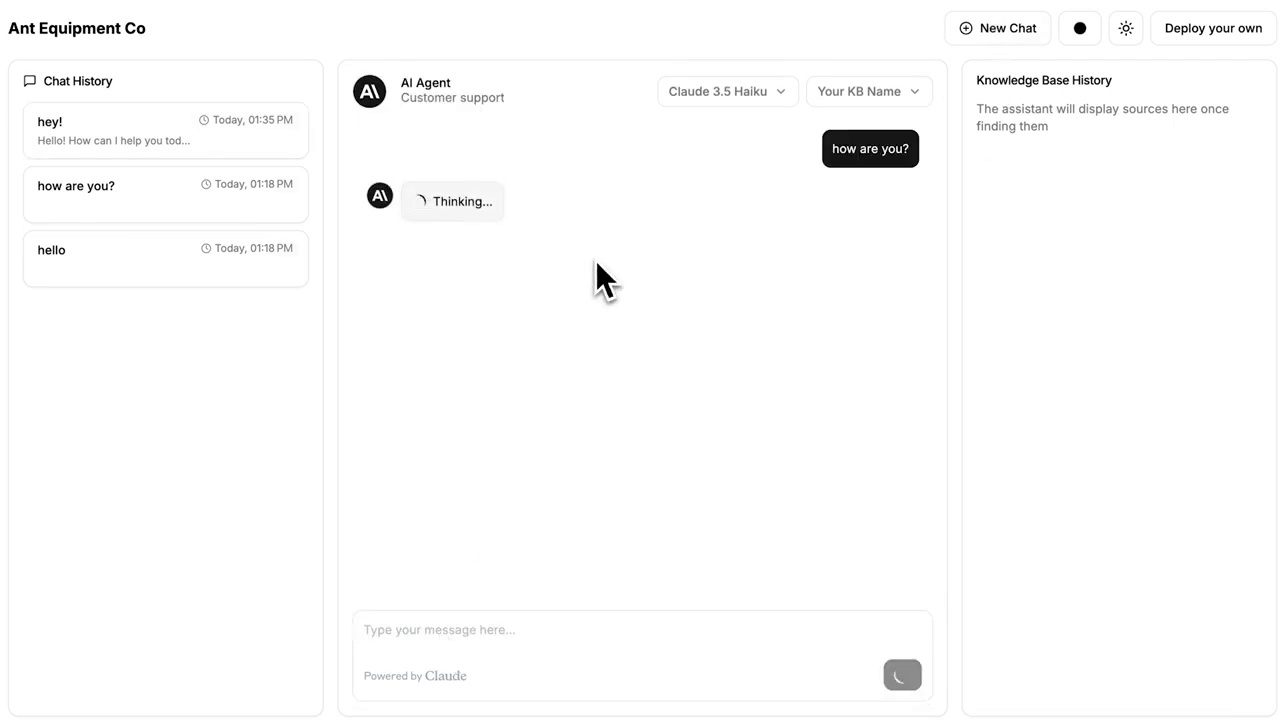 Ant Equipment Co
New Chat
Deploy your own
Chat History
hey!
Today, 01:35 PM
Hello! How can I help you tod...
how are you?
Today, 01:18 PM
hello
Today, 01:18 PM
AI Agent
Customer support
Claude 3.5 Haiku
Your KB Name
how are you?
Thinking...
Type your message here...
Powered by Claude
Knowledge Base History
The assistant will display sources here once
finding them